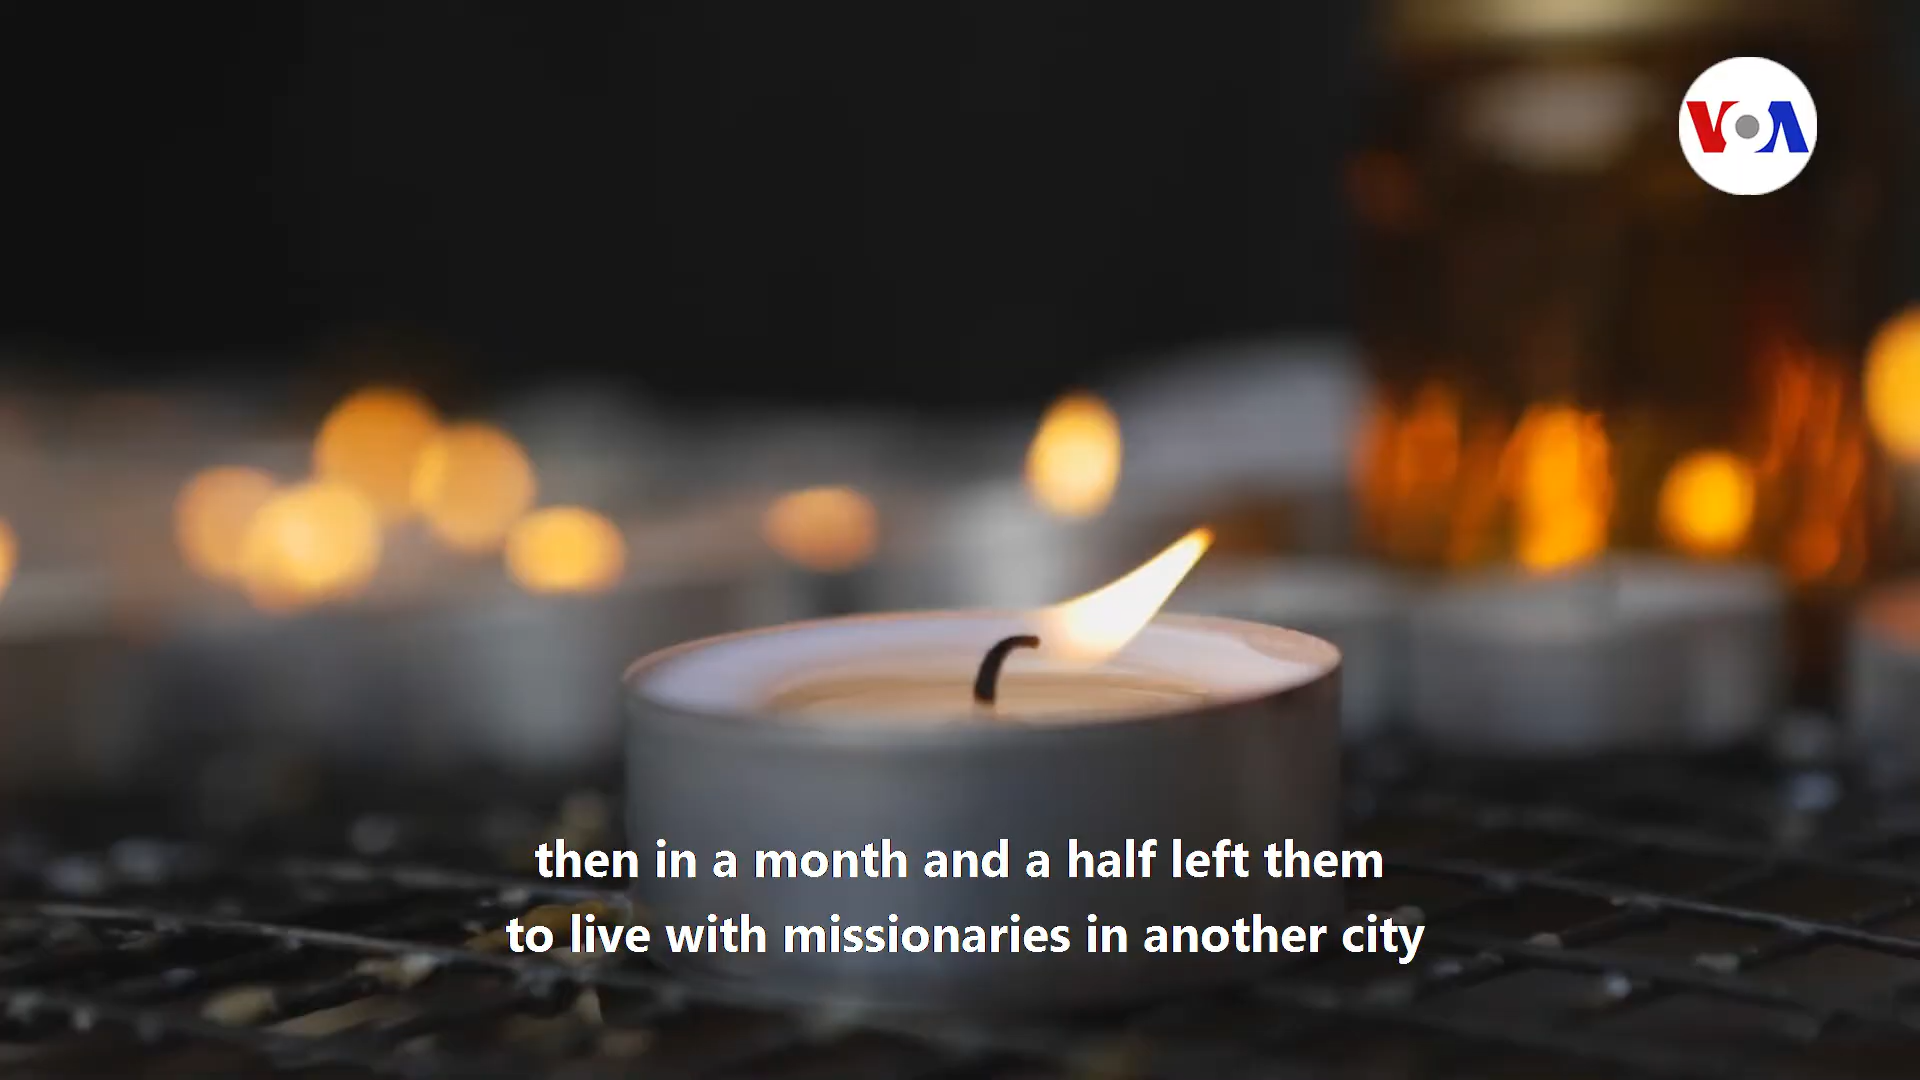 VOA
then in a month and a half left them
to live with missionaries in another city